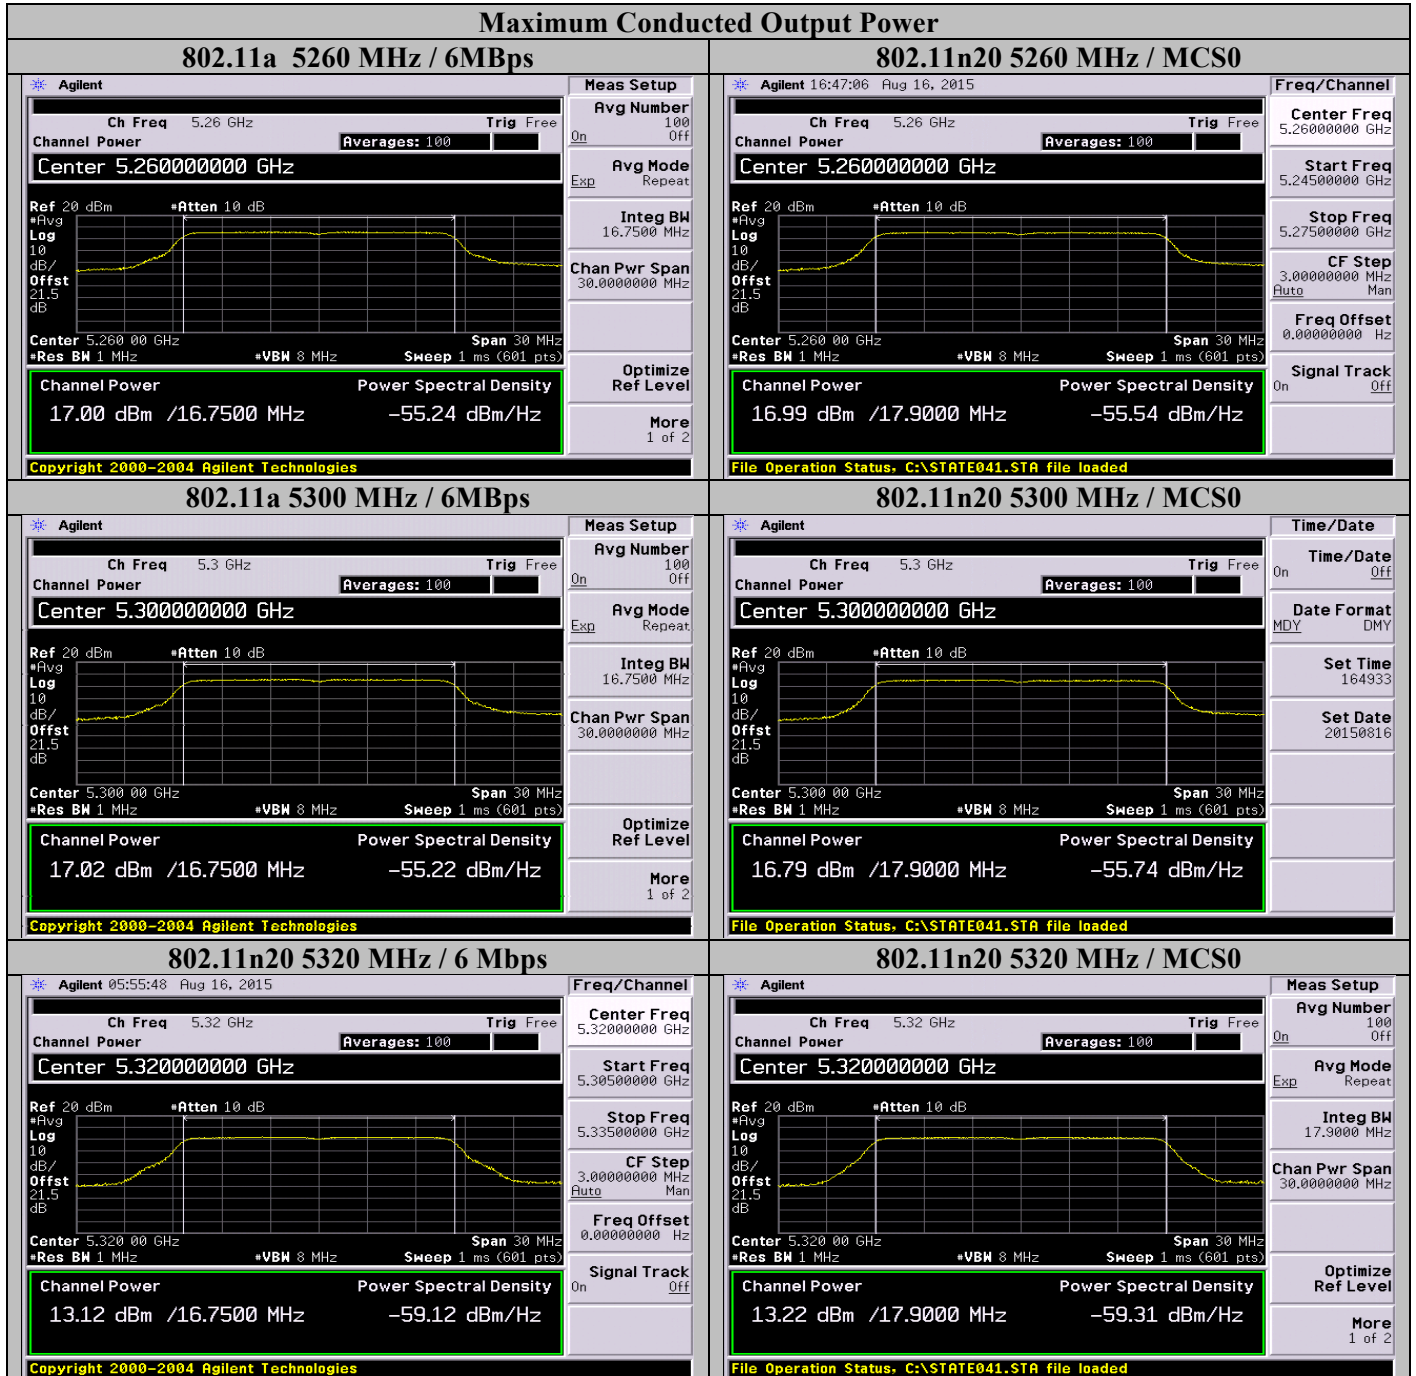 Maximum Conducted Output Power
802.11a 5260 MHz / 6MBps
802.11n20 5260 MHz / MCS0
Agilent
Meas Setup
Ch Freq 5.26 GHz Trig Free
Channel Power Averages: 100
Center 5.260000000 GHz
Ref 20 dBm #Atten 10 dB
#Avg
Log
10
dB/
Offst
21.5
dB
Center 5.260 00 GHz Span 30 MHz
#Res BW 1 MHz #VBW 8 MHz Sweep 1 ms (601 pts)
Channel Power Power Spectral Density
17.00 dBm /16.7500 MHz -55.24 dBm/Hz
Copyright 2000-2004 Agilent Technologies
Avg Number
100
On Off
Avg Mode
Exp Repeat
Integ BW
16.7500 MHz
Chan Pwr Span
30.0000000 MHz
Optimize
Ref Level
More
1 of 2
Agilent 16:47:06 Aug 16, 2015
Freq/Channel
Ch Freq 5.26 GHz Trig Free
Channel Power Averages: 100
Center 5.260000000 GHz
Ref 20 dBm #Atten 10 dB
#Avg
Log
10
dB/
Offst
21.5
dB
Center 5.260 00 GHz Span 30 MHz
#Res BW 1 MHz #VBW 8 MHz Sweep 1 ms (601 pts)
Channel Power Power Spectral Density
16.99 dBm /17.9000 MHz -55.54 dBm/Hz
File Operation Status, C:\STATE041.STA file loaded
Center Freq
5.26000000 GHz
Start Freq
5.24500000 GHz
Stop Freq
5.27500000 GHz
CF Step
3.00000000 MHz
Auto Man
Freq Offset
0.00000000 Hz
Signal Track
On Off
802.11a 5300 MHz / 6MBps
802.11n20 5300 MHz / MCS0
Agilent
Meas Setup
Ch Freq 5.3 GHz Trig Free
Channel Power Averages: 100
Center 5.300000000 GHz
Ref 20 dBm #Atten 10 dB
#Avg
Log
10
dB/
Offst
21.5
dB
Center 5.300 00 GHz Span 30 MHz
#Res BW 1 MHz #VBW 8 MHz Sweep 1 ms (601 pts)
Channel Power Power Spectral Density
17.02 dBm /16.7500 MHz -55.22 dBm/Hz
Copyright 2000-2004 Agilent Technologies
Avg Number
100
On Off
Avg Mode
Exp Repeat
Integ BW
16.7500 MHz
Chan Pwr Span
30.0000000 MHz
Optimize
Ref Level
More
1 of 2
Agilent
Time/Date
Ch Freq 5.3 GHz Trig Free
Channel Power Averages: 100
Center 5.300000000 GHz
Ref 20 dBm #Atten 10 dB
#Avg
Log
10
dB/
Offst
21.5
dB
Center 5.300 00 GHz Span 30 MHz
#Res BW 1 MHz #VBW 8 MHz Sweep 1 ms (601 pts)
Channel Power Power Spectral Density
16.79 dBm /17.9000 MHz -55.74 dBm/Hz
File Operation Status, C:\STATE041.STA file loaded
Time/Date
On Off
Date Format
MDY DMY
Set Time
164933
Set Date
20150816
802.11n20 5320 MHz / 6 Mbps
802.11n20 5320 MHz / MCS0
Agilent 05:55:48 Aug 16, 2015
Freq/Channel
Ch Freq 5.32 GHz Trig Free
Channel Power Averages: 100
Center 5.320000000 GHz
Ref 20 dBm #Atten 10 dB
#Avg
Log
10
dB/
Offst
21.5
dB
Center 5.320 00 GHz Span 30 MHz
#Res BW 1 MHz #VBW 8 MHz Sweep 1 ms (601 pts)
Channel Power Power Spectral Density
13.12 dBm /16.7500 MHz -59.12 dBm/Hz
Copyright 2000-2004 Agilent Technologies
Center Freq
5.32000000 GHz
Start Freq
5.30500000 GHz
Stop Freq
5.33500000 GHz
CF Step
3.00000000 MHz
Auto Man
Freq Offset
0.00000000 Hz
Signal Track
On Off
Agilent
Meas Setup
Ch Freq 5.32 GHz Trig Free
Channel Power Averages: 100
Center 5.320000000 GHz
Ref 20 dBm #Atten 10 dB
#Avg
Log
10
dB/
Offst
21.5
dB
Center 5.320 00 GHz Span 30 MHz
#Res BW 1 MHz #VBW 8 MHz Sweep 1 ms (601 pts)
Channel Power Power Spectral Density
13.22 dBm /17.9000 MHz -59.31 dBm/Hz
File Operation Status, C:\STATE041.STA file loaded
Avg Number
100
On Off
Avg Mode
Exp Repeat
Integ BW
17.9000 MHz
Chan Pwr Span
30.0000000 MHz
Optimize
Ref Level
More
1 of 2